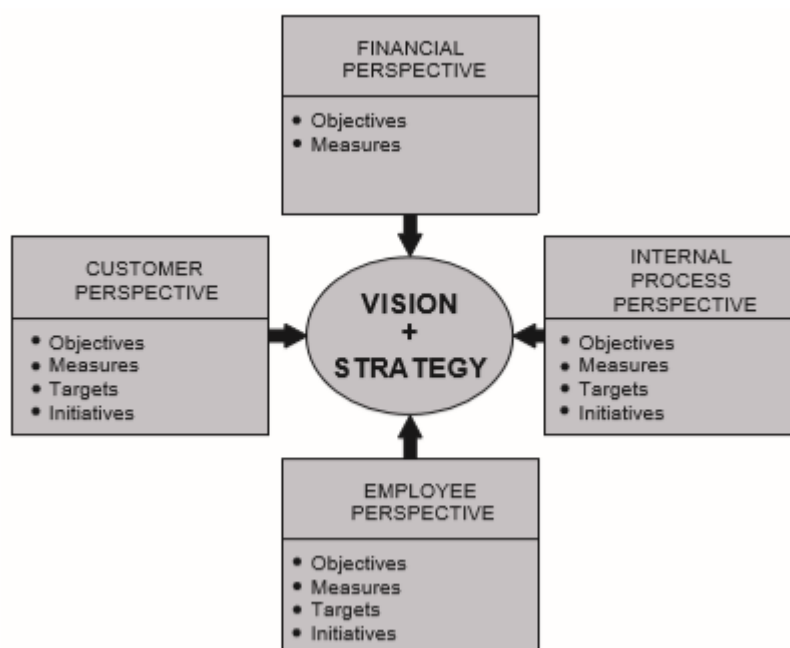 FINANCIAL
PERSPECTIVE
• Objectives
• Measures
CUSTOMER
PERSPECTIVE
• Objectives
• Measures
• Targets
• Initiatives
VISION
+
STRATEGY
INTERNAL
PROCESS
PERSPECTIVE
• Objectives
• Measures
• Targets
• Initiatives
EMPLOYEE
PERSPECTIVE
• Objectives
• Measures
• Targets
• Initiatives